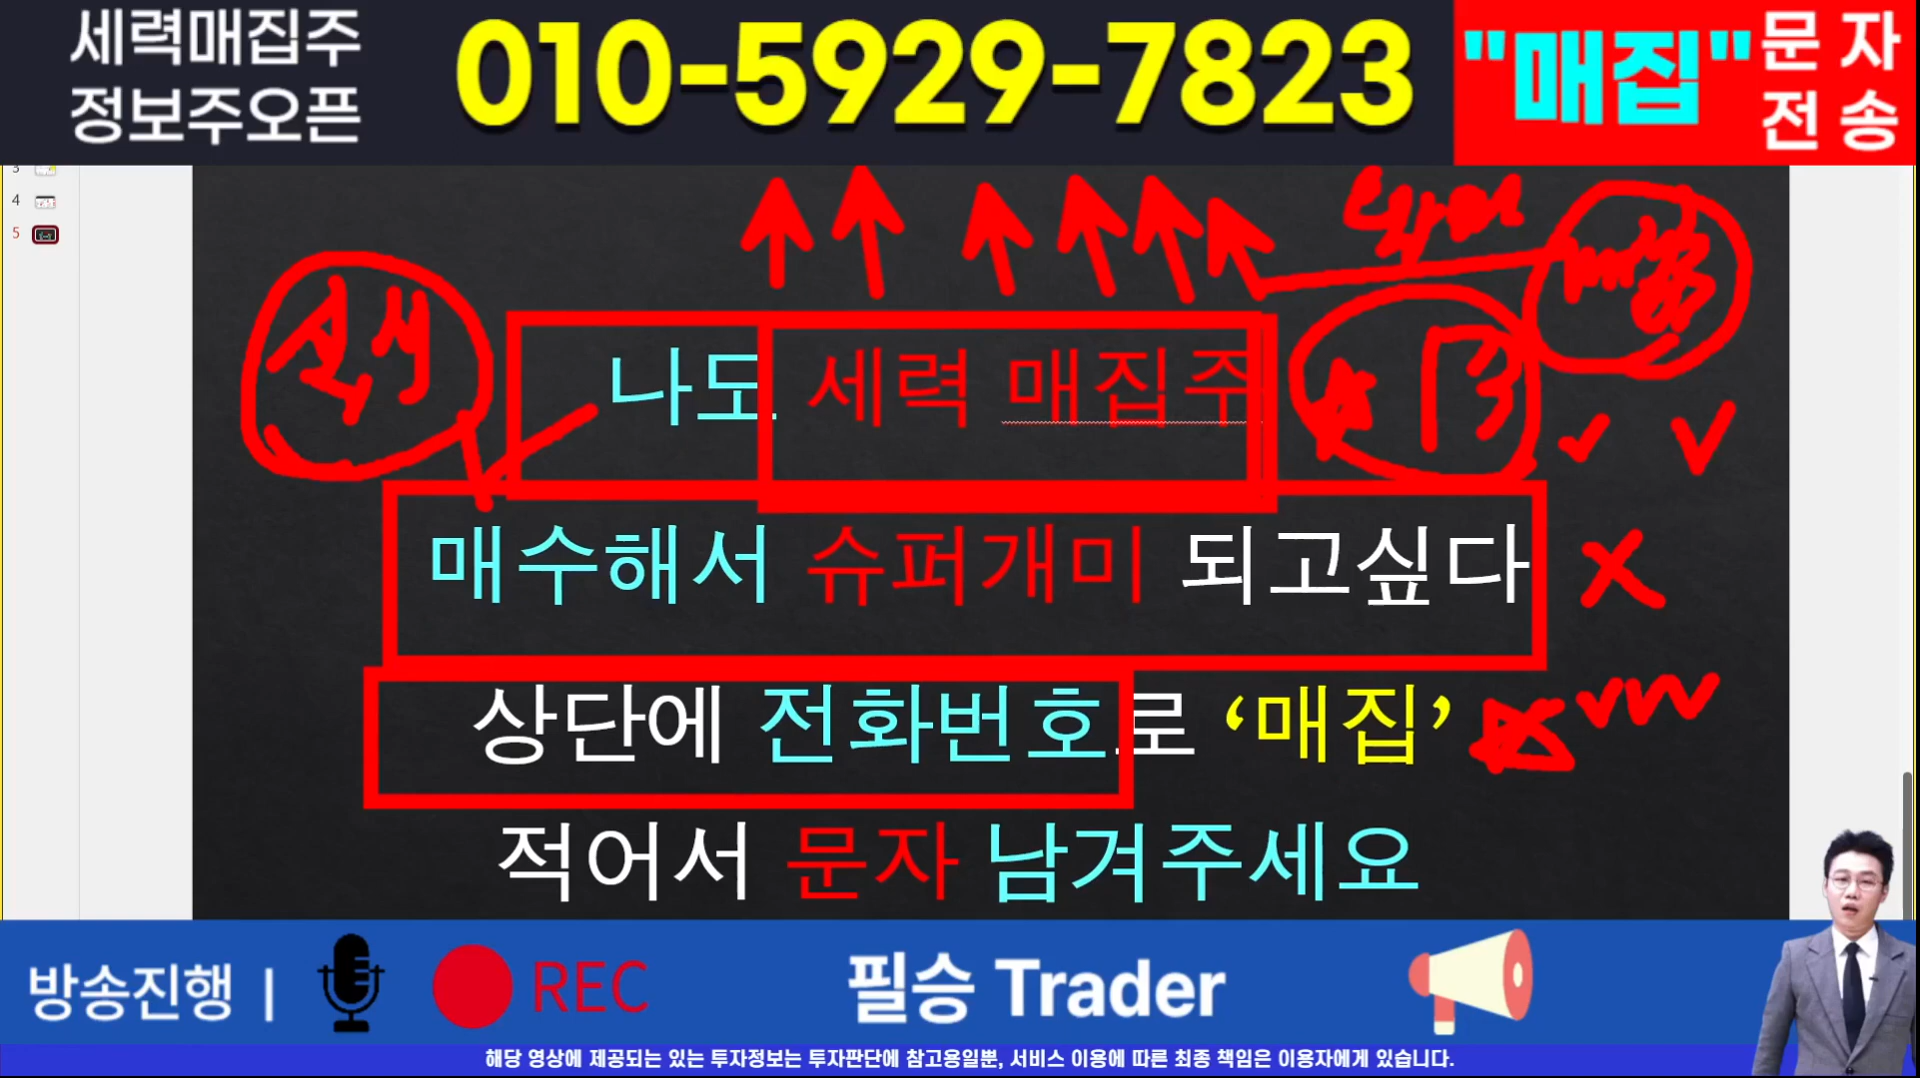 세력매집주
정보주오픈
010-5929-7823
"매집"
문자
전송
3
4
5
나도 세력 매집주
매수해서 슈퍼개미 되고싶다
상단에 전화번호로 ‘매집’
적어서 문자 남겨주세요
방송진행 |
REC
필승 Trader
해당 영상에 제공되는 있는 투자정보는 투자판단에 참고용일뿐, 서비스 이용에 따른 최종 책임은 이용자에게 있습니다.